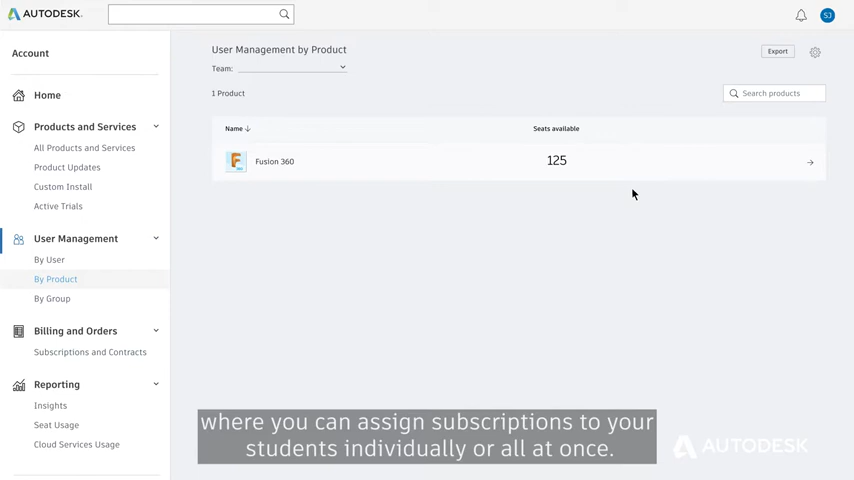 AUTODESK
SJ
Account
Home
Products and Services
All Products and Services
Product Updates
Custom Install
Active Trials
User Management
By User
By Product
By Group
Billing and Orders
Subscriptions and Contracts
Reporting
Insights
Seat Usage
Cloud Services Usage
User Management by Product
Export
Team:
1 Product
Search products
Name
Seats available
F
360
Fusion 360
125
where you can assign subscriptions to your
students individually or all at once.
AUTODESK